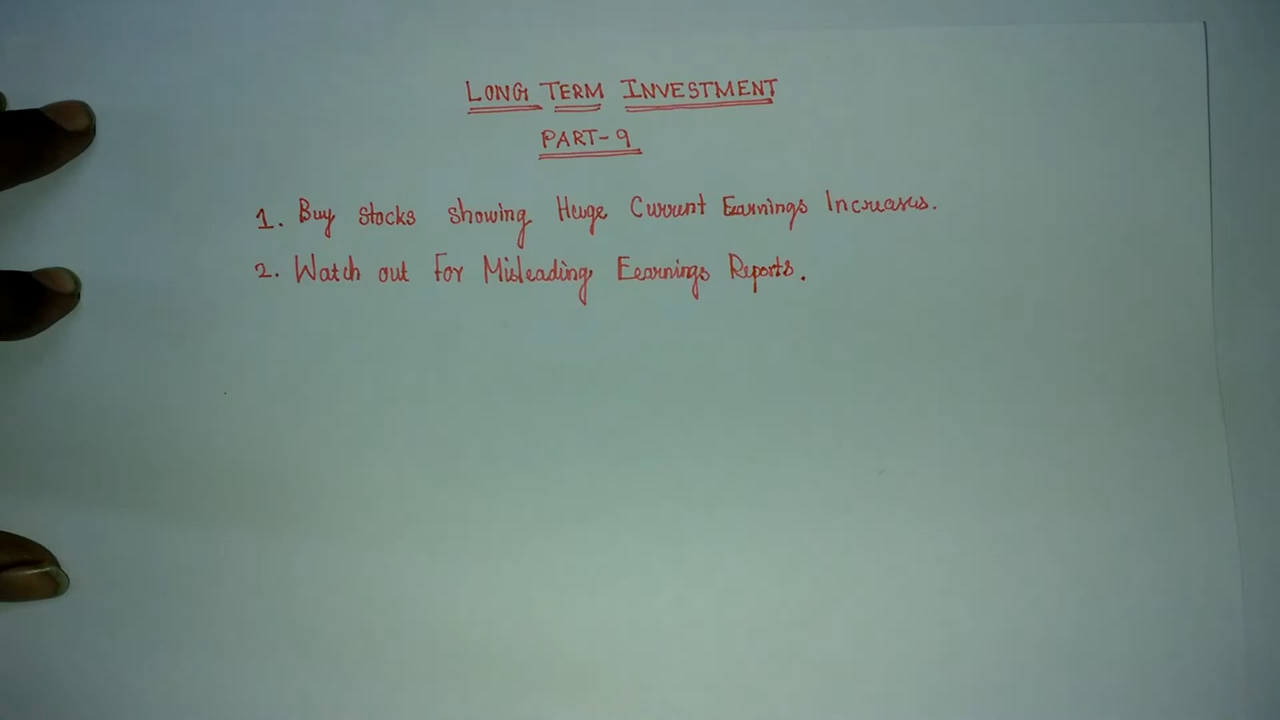 LONG TERM INVESTMENT
PART-9
1. Buy stocks showing Huge Current Earnings Increases.
2. Watch out For Misleading Eearnings Reports.